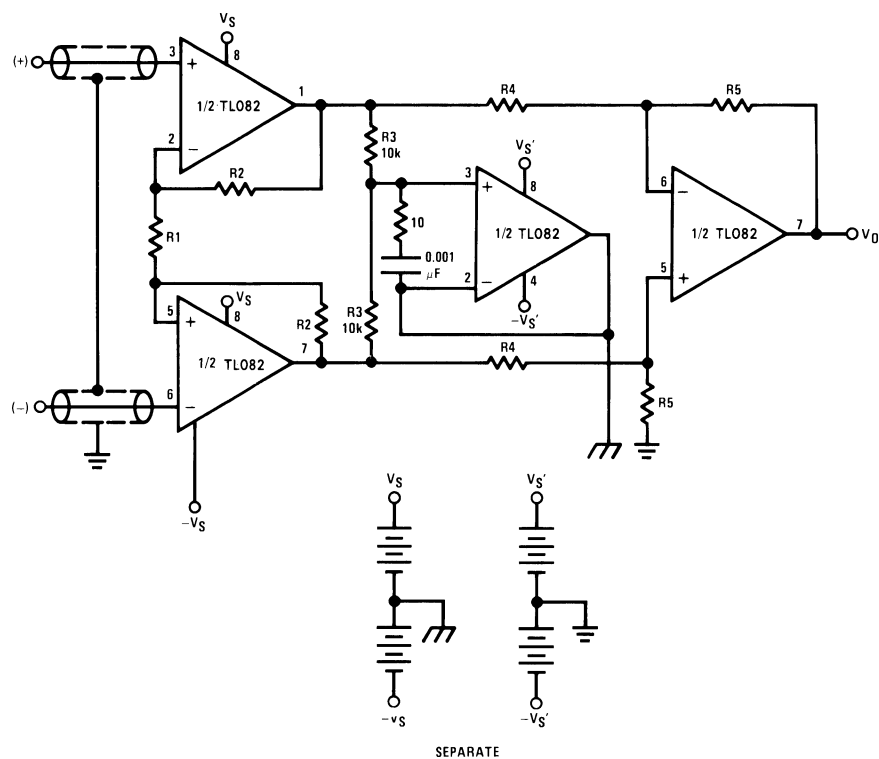 VS
(+)
3
+
8
1/2 TL082
1
2
−
R2
R1
R3
10k
R4
R5
VS'
3
+
8
10
1/2 TL082
0.001
μF
2
−
4
−VS'
6
−
1/2 TL082
7
VO
5
+
VS
5
+
8
R2
R3
10k
1/2 TL082
7
R4
R5
(−)
6
−
−VS
VS
VS'
−vS
−VS'
SEPARATE